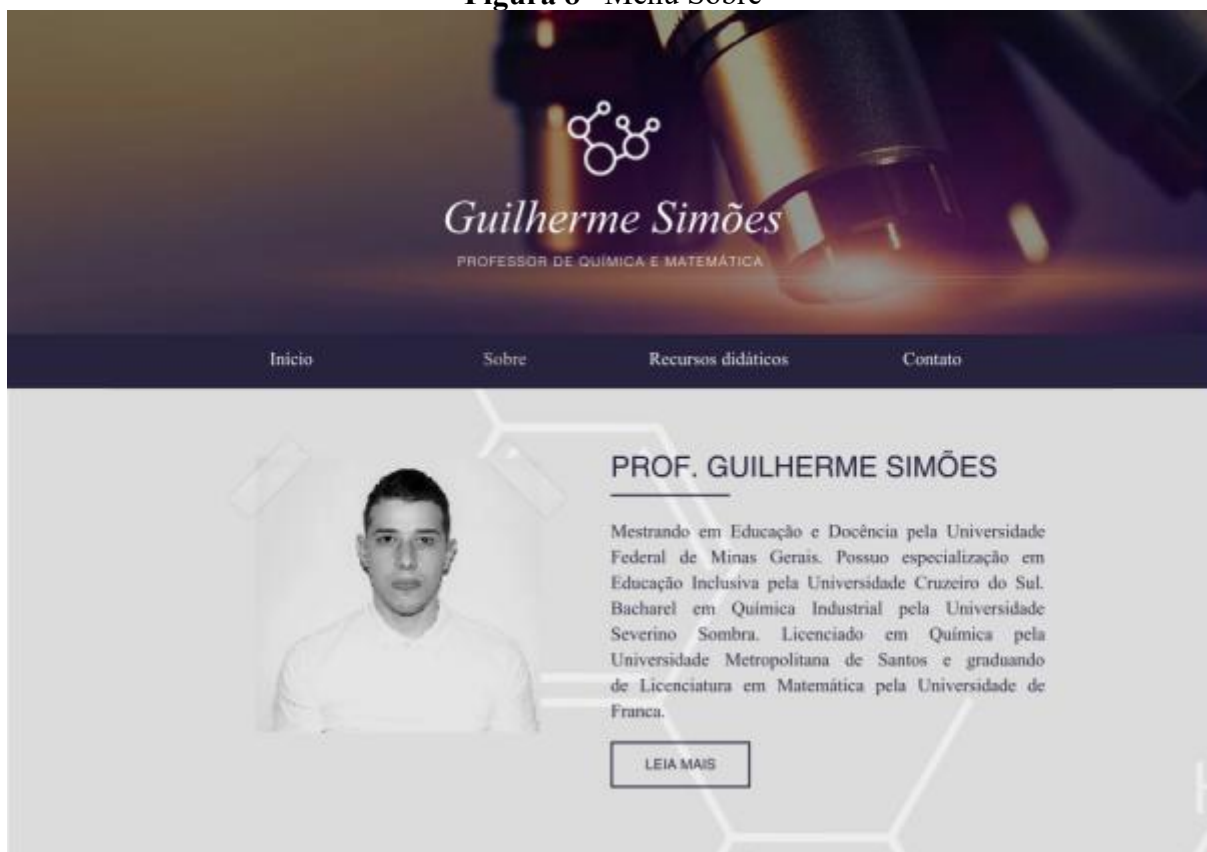 Figura 8 Menu Sobre
Guilherme Simões
PROFESSOR DE QUÍMICA E MATEMÁTICA
Inicio Sobre Recursos didáticos Contato
PROF. GUILHERME SIMÕES
Mestrando em Educação e Docência pela Universidade
Federal de Minas Gerais. Possuo especialização em
Educação Inclusiva pela Universidade Cruzeiro do Sul.
Bacharel em Química Industrial pela Universidade
Severino Sombra. Licenciado em Química pela
Universidade Metropolitana de Santos e graduando
de Licenciatura em Matemática pela Universidade de
Franca.
LEIA MAIS